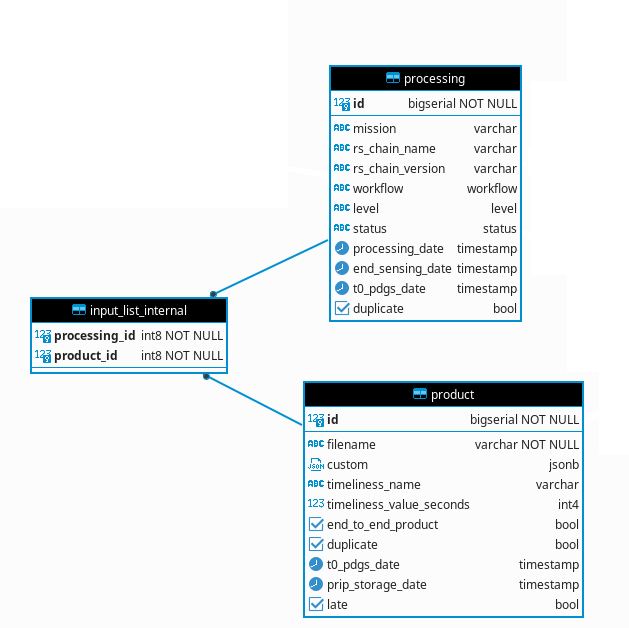 processing
123 id bigserial NOT NULL
ABC mission varchar
ABC rs_chain_name varchar
ABC rs_chain_version varchar
ABC workflow workflow
ABC level level
ABC status status
processing_date timestamp
end_sensing_date timestamp
t0_pdgs_date timestamp
duplicate bool
input_list_internal
123 processing_id int8 NOT NULL
123 product_id int8 NOT NULL
product
123 id bigserial NOT NULL
ABC filename varchar NOT NULL
JSON custom jsonb
ABC timeliness_name varchar
123 timeliness_value_seconds int4
end_to_end_product bool
duplicate bool
t0_pdgs_date timestamp
prip_storage_date timestamp
late bool